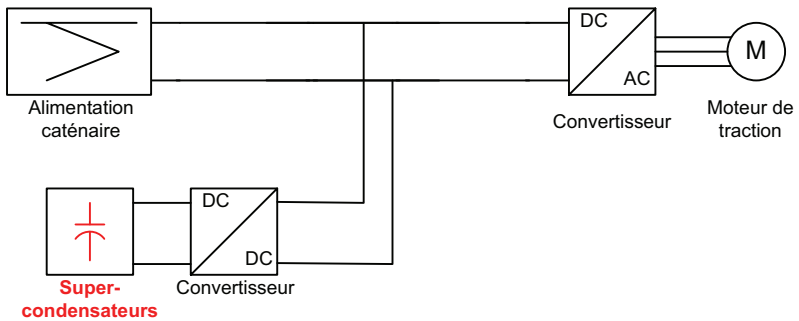 DC
AC
M
Alimentation
caténaire
Convertisseur
Moteur de
traction
DC
DC
Super-
condensateurs
Convertisseur